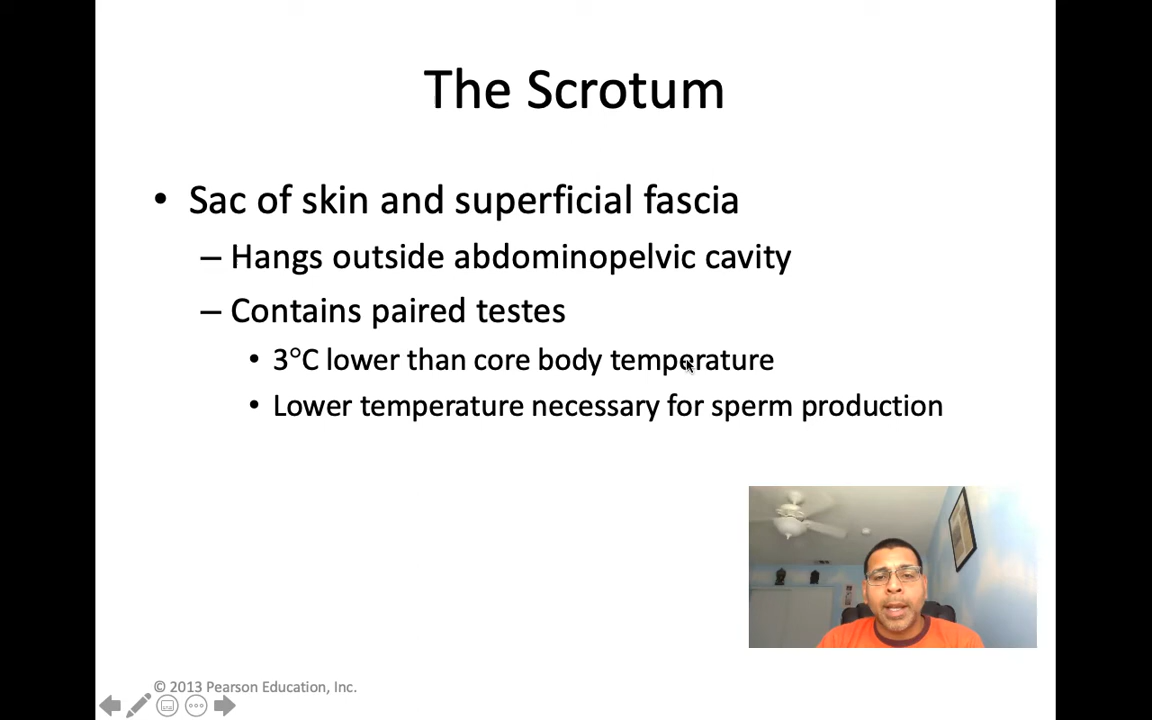 The Scrotum
• Sac of skin and superficial fascia
– Hangs outside abdominopelvic cavity
– Contains paired testes
• 3°C lower than core body temperature
• Lower temperature necessary for sperm production
© 2013 Pearson Education, Inc.